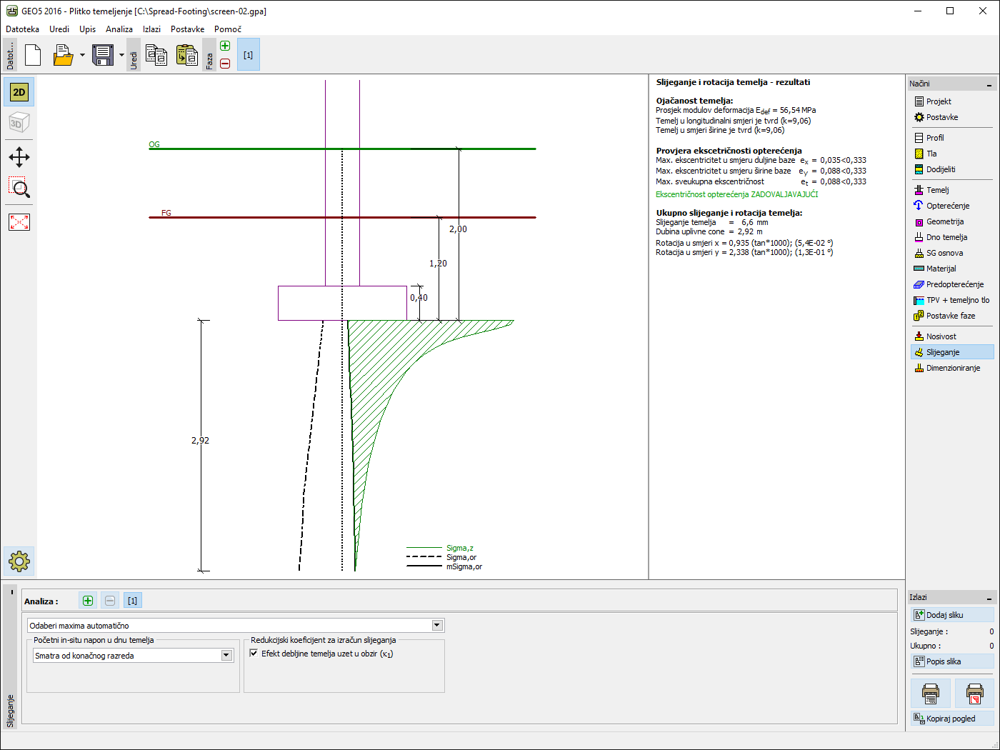 GEO5 2016 - Plitko temeljenje [C:\Spread-Footing\screen-02.gpa]
Datoteka Uredi Upis Analiza Izlazi Postavke Pomoć
Datot...
Uredi
Faza
[1]
2D
3D
OG
FG
2,00
1,20
0,40
2,92
Sigma,z
Sigma,or
mSigma,or
Slijeganje i rotacija temelja - rezultati
Ojačanost temelja:
Prosjek modulov deformacija Edef = 56,54 MPa
Temelj u longitudinalni smjeri je tvrd (k=9,06)
Temelj u smjeri širine je tvrd (k=9,06)
Provjera ekscetričnosti opterećenja
Max. ekscentricitet u smjeru duljine baze ex = 0,035<0,333
Max. ekscentricitet u smjeru širine baze ey = 0,088<0,333
Max. sveukupna ekscentričnost et = 0,088<0,333
Ekscentričnost opterećenja ZADOVALJAVAJUĆI
Ukupno slijeganje i rotacija temelja:
Slijeganje temelja = 6,6 mm
Dubina uplivne cone = 2,92 m
Rotacija u smjeri x = 0,935 (tan*1000); (5,4E-02 °)
Rotacija u smjeri y = 2,338 (tan*1000); (1,3E-01 °)
Načini
Projekt
Postavke
Profil
Tla
Dodijeliti
Temelj
Opterećenje
Geometrija
Dno temelja
SG osnova
Materijal
Predopterećenje
TPV + temeljno tlo
Postavke faze
Nosivost
Slijeganje
Dimenzioniranje
Izlazi
Dodaj sliku
Slijeganje : 0
Ukupno : 0
Popis slika
Kopiraj pogled
Slijeganje
Analiza : [1]
Odaberi maxima automatično
Početni in-situ napon u dnu temelja
Smatra od konačnog razreda
Redukcijski koeficijent za izračun slijeganja
Efekt debljine temelja uzet u obzir (κ1)